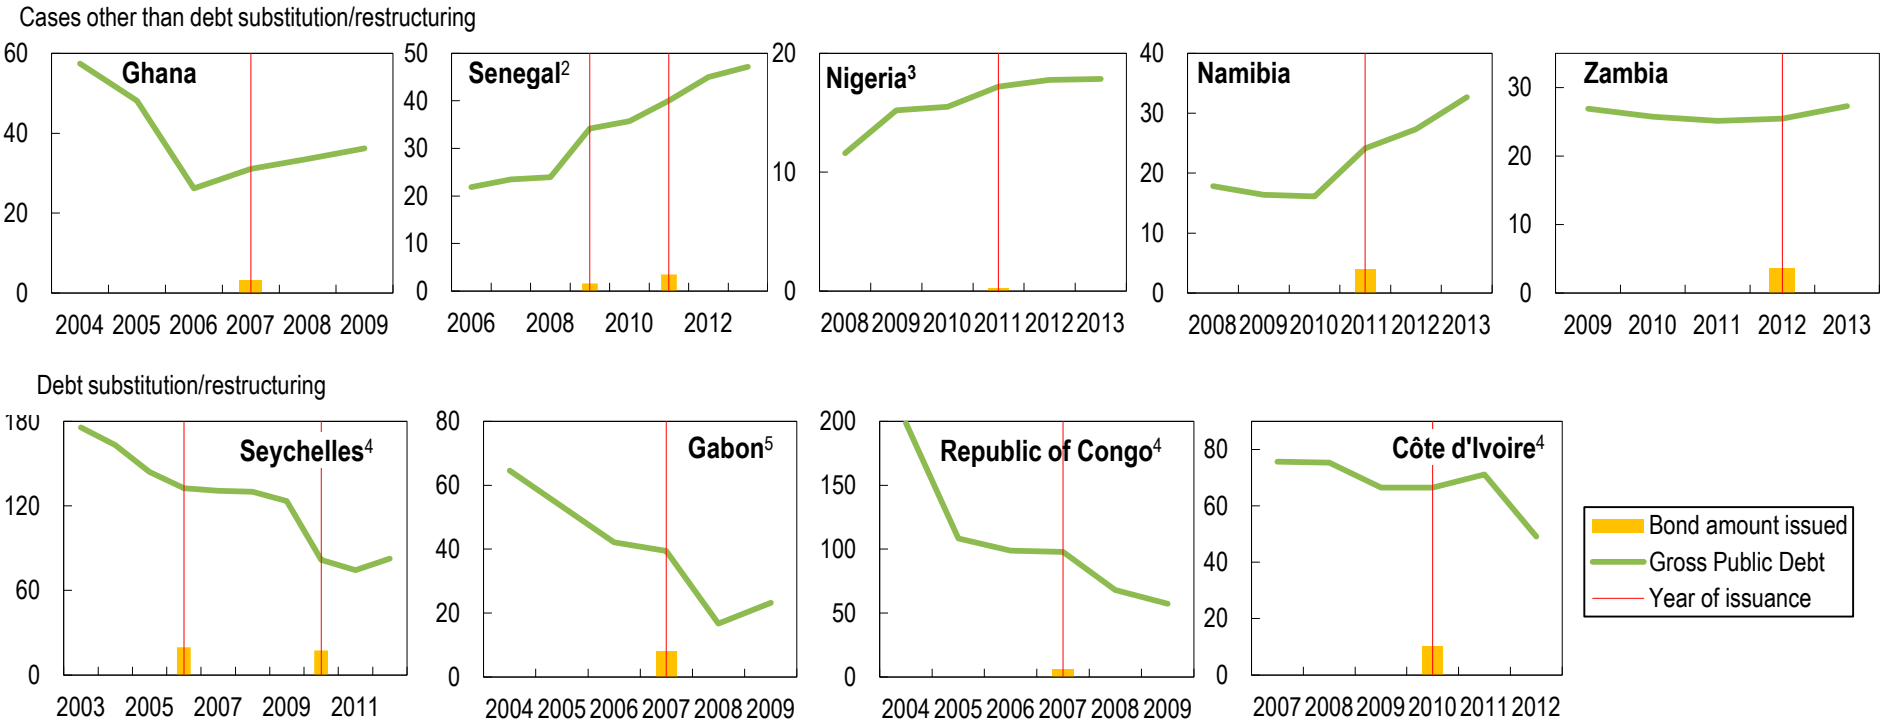 Cases other than debt substitution/restructuring
60 50 20 40
Ghana Senegal² Nigeria³ Namibia Zambia
40 40 30 30
30 20
20 20 10 20
10 10 10
0 0 0 0 0
2004 2005 2006 2007 2008 2009 2006 2008 2010 2012 2008 2009 2010 2011 2012 2013 2008 2009 2010 2011 2012 2013 2009 2010 2011 2012 2013
Debt substitution/restructuring
180 80 200
Seychelles⁴ Gabon⁵ Republic of Congo⁴ Côte d'Ivoire⁴
80
120 60 150 60
40 100 40
60 20 50 20
0 0 0 0
2003 2005 2007 2009 2011 2004 2005 2006 2007 2008 2009 2004 2005 2006 2007 2008 2009 2007 2008 2009 2010 2011 2012
Bond amount issued
Gross Public Debt
Year of issuance